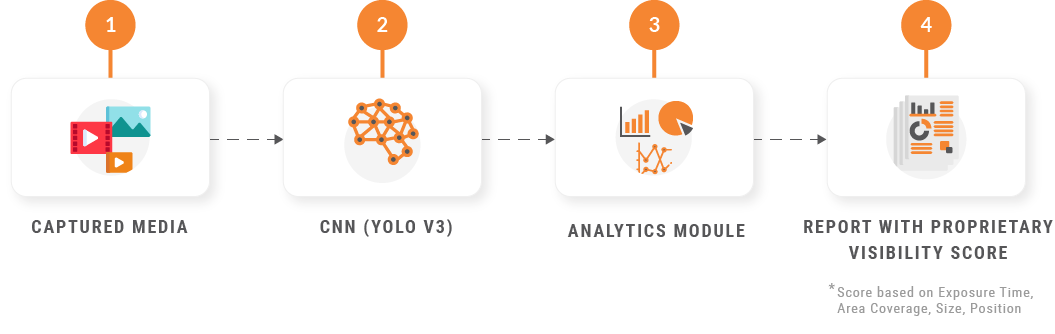 1
2
3
4
CAPTURED MEDIA
CNN (YOLO V3)
ANALYTICS MODULE
REPORT WITH PROPRIETARY
VISIBILITY SCORE
*Score based on Exposure Time,
Area Coverage, Size, Position